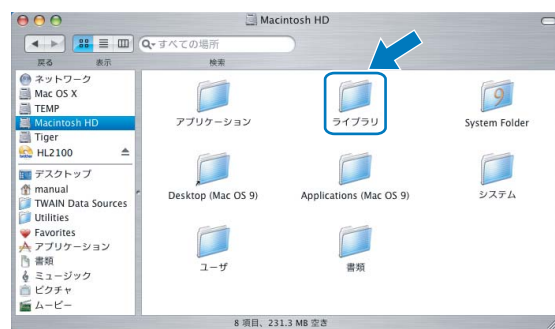 Macintosh HD
すべての場所
戻る
表示
検索
ネットワーク
Mac OS X
TEMP
Macintosh HD
Tiger
HL2100
デスクトップ
manual
TWAIN Data Sources
Utilities
Favorites
アプリケーション
書類
ミュージック
ピクチャ
ムービー
アプリケーション
ライブラリ
9
System Folder
Desktop (Mac OS 9)
Applications (Mac OS 9)
システム
ユーザ
書類
8 項目、231.3 MB 空き